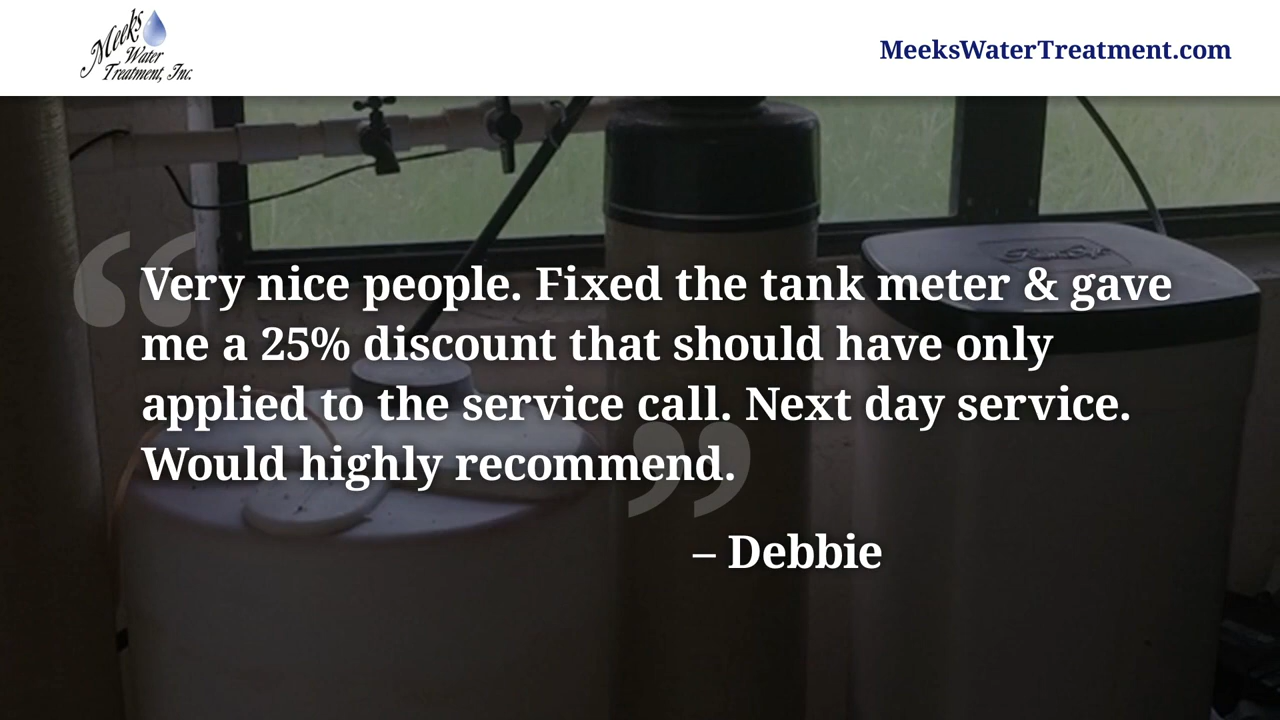 Meeks
Water
Treatment, Inc.
MeeksWaterTreatment.com
“Very nice people. Fixed the tank meter & gave
me a 25% discount that should have only
applied to the service call. Next day service.
Would highly recommend.”
– Debbie